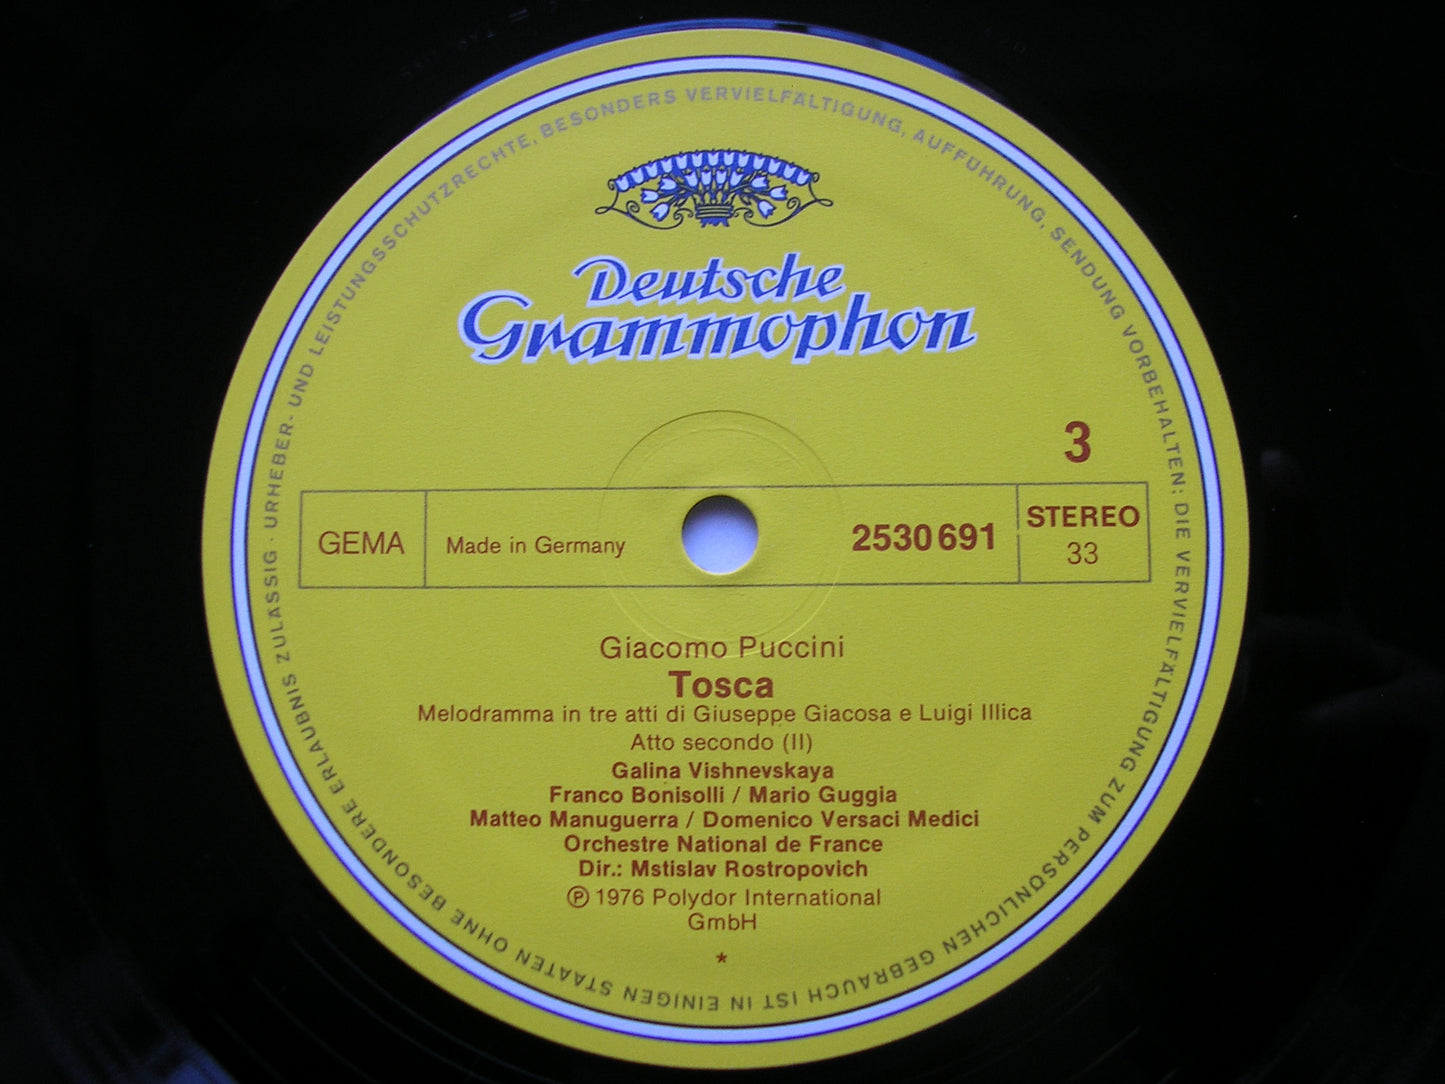 URHEBER- UND LEISTUNGSSCHUTZRECHTE, BESONDERS VERVIELFÄLTIGUNG, AUFFÜHRUNG, SENDUNG VORBEHALTEN; DIE VERVIELFÄLTIGUNG ZUM PERSÖNLICHEN GEBRAUCH IST IN EINIGEN STAATEN OHNE BESONDERE ERLAUBNIS ZULÄSSIG ·
Deutsche
Grammophon
3
GEMA
Made in Germany
2530 691
STEREO
33
Giacomo Puccini
Tosca
Melodramma in tre atti di Giuseppe Giacosa e Luigi Illica
Atto secondo (II)
Galina Vishnevskaya
Franco Bonisolli / Mario Guggia
Matteo Manuguerra / Domenico Versaci Medici
Orchestre National de France
Dir.: Mstislav Rostropovich
Ⓟ 1976 Polydor International
GmbH
*